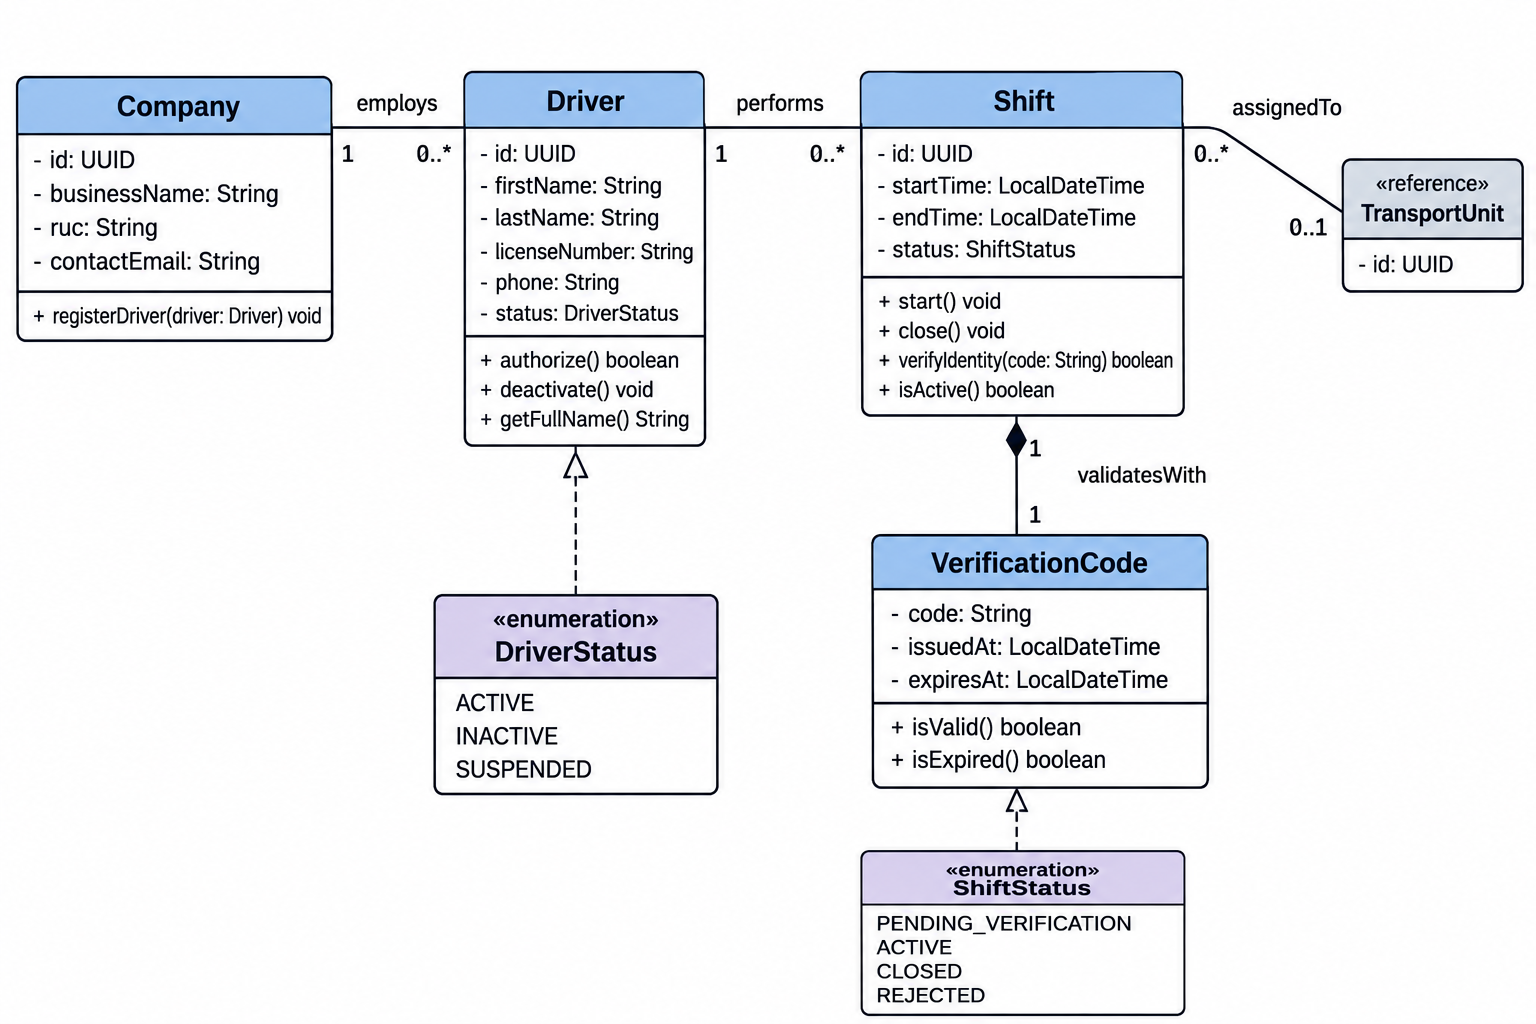 Company
- id: UUID
- businessName: String
- ruc: String
- contactEmail: String
+ registerDriver(driver: Driver) void
employs
1
0..*
Driver
- id: UUID
- firstName: String
- lastName: String
- licenseNumber: String
- phone: String
- status: DriverStatus
+ authorize() boolean
+ deactivate() void
+ getFullName() String
performs
1
0..*
Shift
- id: UUID
- startTime: LocalDateTime
- endTime: LocalDateTime
- status: ShiftStatus
+ start() void
+ close() void
+ verifyIdentity(code: String) boolean
+ isActive() boolean
assignedTo
0..*
0..1
«reference»
TransportUnit
- id: UUID
1
validatesWith
1
«enumeration»
DriverStatus
ACTIVE
INACTIVE
SUSPENDED
VerificationCode
- code: String
- issuedAt: LocalDateTime
- expiresAt: LocalDateTime
+ isValid() boolean
+ isExpired() boolean
«enumeration»
ShiftStatus
PENDING_VERIFICATION
ACTIVE
CLOSED
REJECTED